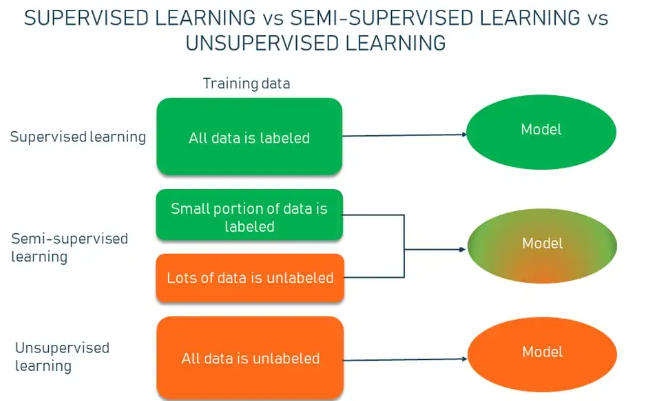 SUPERVISED LEARNING vs SEMI-SUPERVISED LEARNING vs
UNSUPERVISED LEARNING
Training data
Supervised learning
All data is labeled
Model
Semi-supervised
learning
Small portion of data is
labeled
Lots of data is unlabeled
Model
Unsupervised
learning
All data is unlabeled
Model